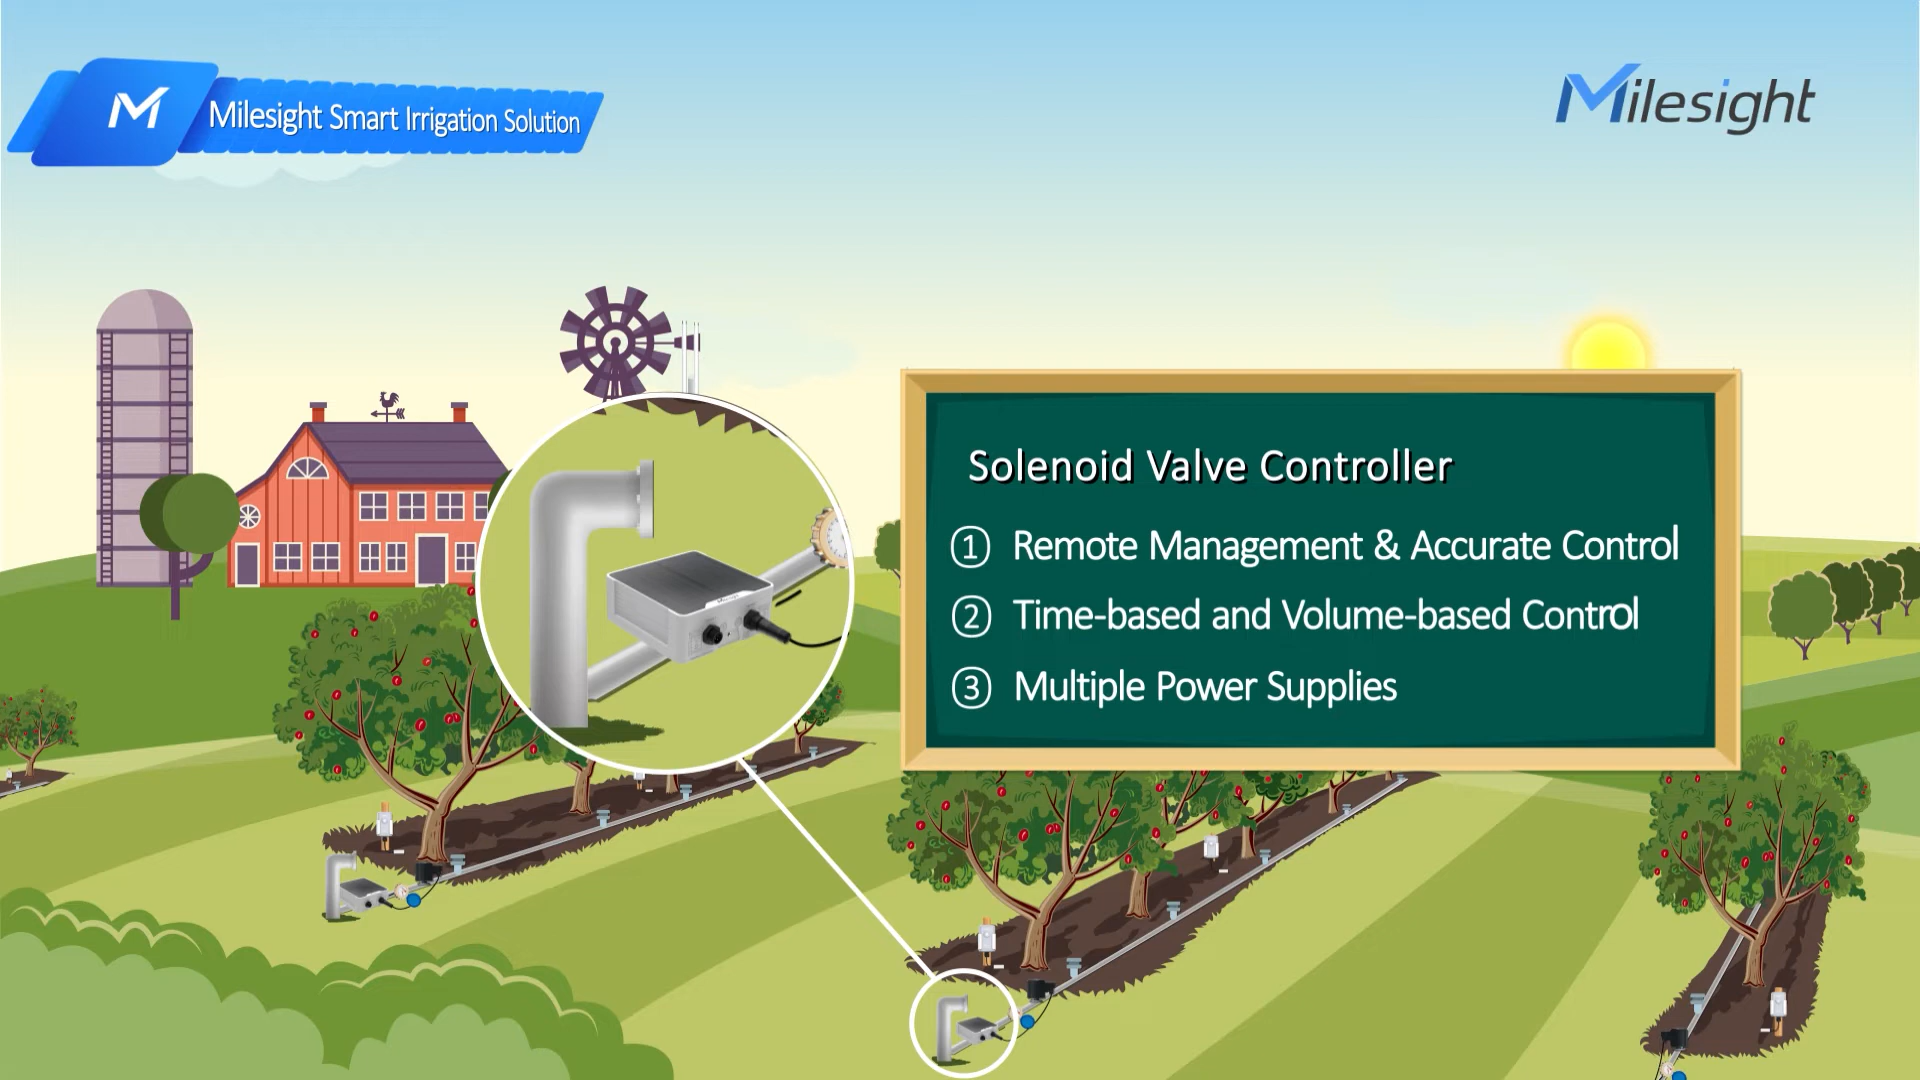 M Milesight Smart Irrigation Solution
Milesight
Solenoid Valve Controller
① Remote Management & Accurate Control
② Time-based and Volume-based Control
③ Multiple Power Supplies